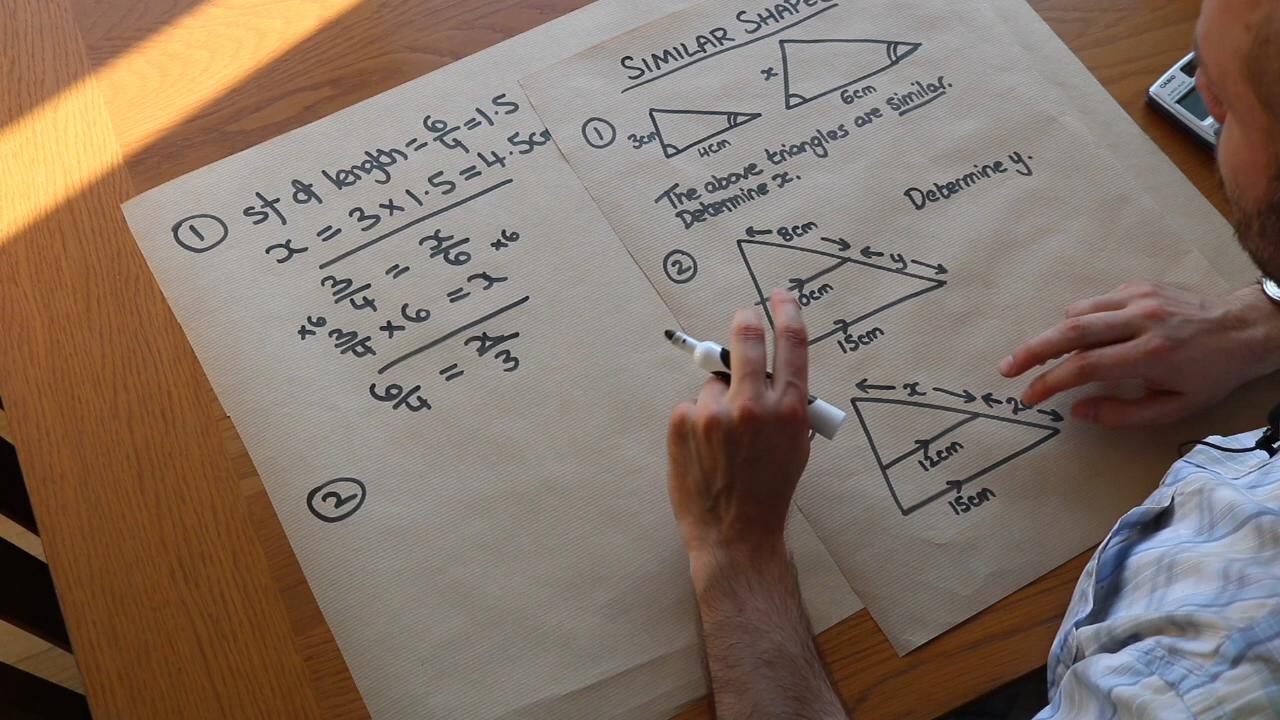 SIMILAR SHAPES
①
3cm
4cm
x
6cm
The above triangles are similar.
Determine x.
②
Determine y.
8cm
y
15cm
x
12cm
15cm
CASIO
① sf of length = 6/4 = 1.5
x = 3 × 1.5 = 4.5cm
3/4 = x/6 ×6
×6 3/4 × 6 = x
6/4 = x/3
②